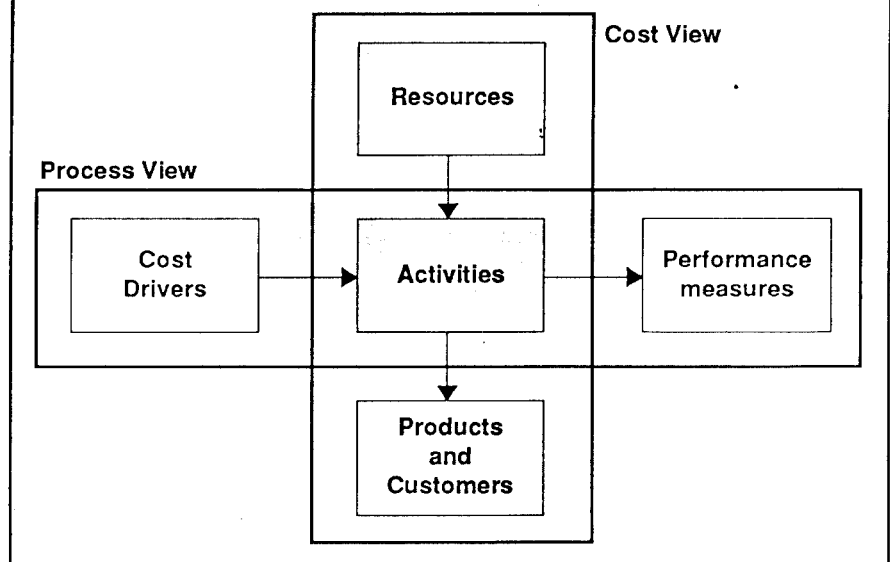 Cost View
Resources
Process View
Cost
Drivers
Activities
Performance
measures
Products
and
Customers